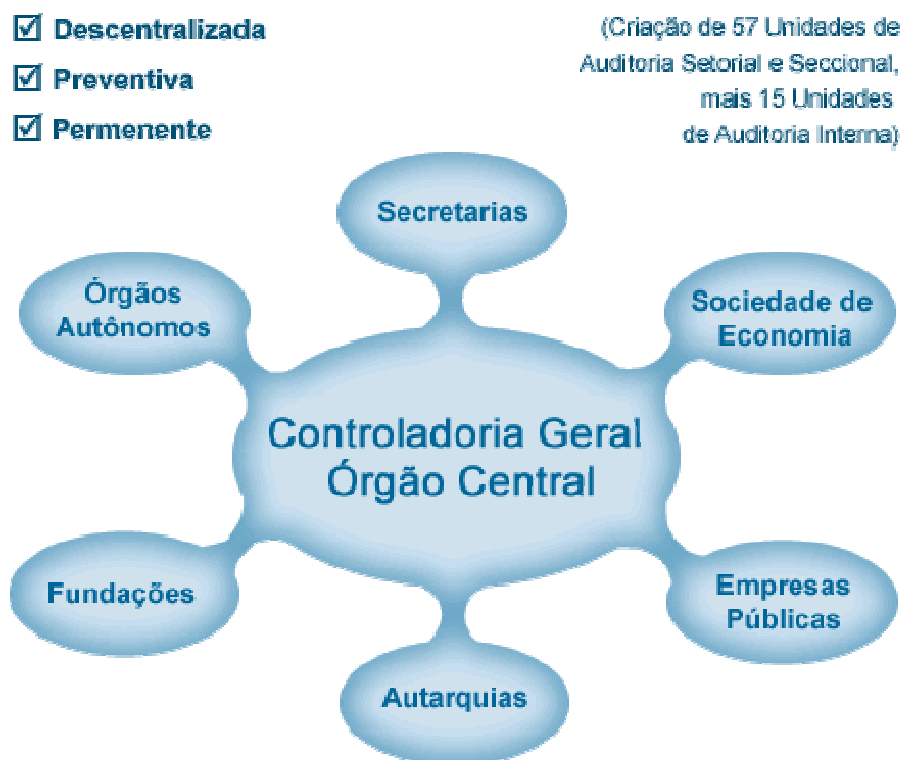 Descentralizada
Preventiva
Permenente
(Criação de 57 Unidades de
Auditoria Setorial e Seccional,
mais 15 Unidades
de Auditoria Interna)
Secretarias
Órgãos
Autônomos
Sociedade de
Economia
Controladoria Geral
Órgão Central
Fundações
Empresas
Públicas
Autarquias